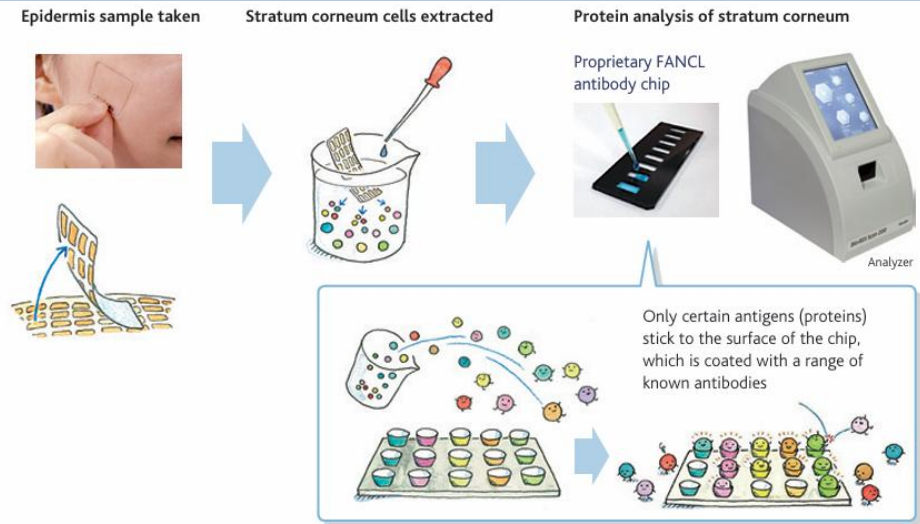 Epidermis sample taken
Stratum corneum cells extracted
Protein analysis of stratum corneum
Proprietary FANCL
antibody chip
Analyzer
Only certain antigens (proteins)
stick to the surface of the chip,
which is coated with a range of
known antibodies